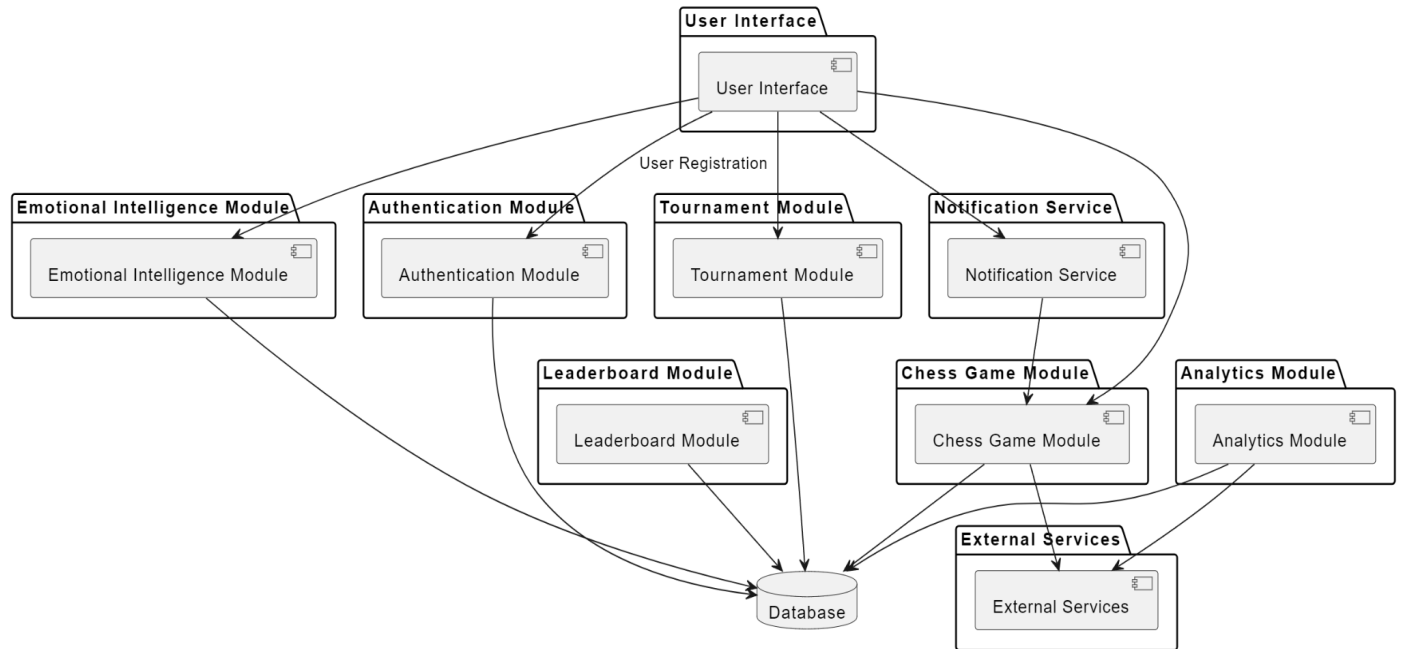 User Interface
User Interface
User Registration
Emotional Intelligence Module
Authentication Module
Tournament Module
Notification Service
Emotional Intelligence Module
Authentication Module
Tournament Module
Notification Service
Leaderboard Module
Chess Game Module
Analytics Module
Leaderboard Module
Chess Game Module
Analytics Module
External Services
External Services
Database